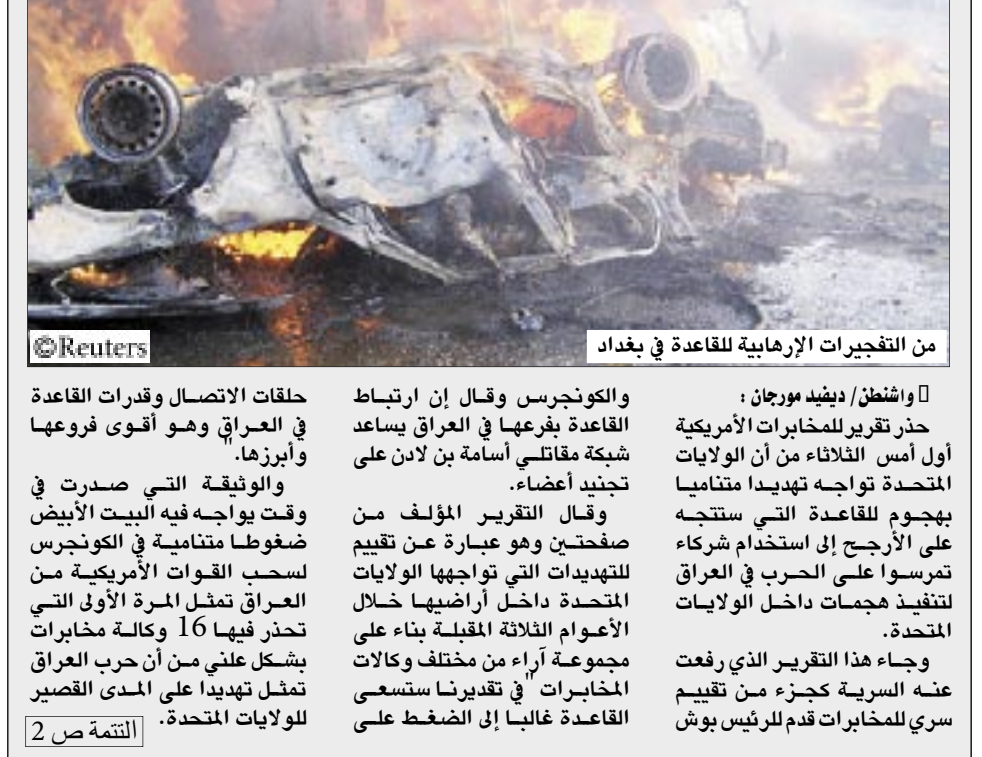 ©Reuters
من التفجيرات الإرهابية للقاعدة في بغداد
واشنطن/ ديفيد مورجان :
حذر تقرير للمخابرات الأمريكية
أول أمس الثلاثاء من أن الولايات
المتحدة تواجه تهديدا متناميا
بهجوم للقاعدة التي ستتجه
على الأرجح إلى استخدام شركاء
تمرسوا على الحرب في العراق
لتنفيذ هجمات داخل الولايات
المتحدة.
وجاء هذا التقرير الذي رفعت
عنه السرية كجزء من تقييم
سري للمخابرات قدم للرئيس بوش
والكونجرس وقال إن ارتباط
القاعدة بفرعها في العراق يساعد
شبكة مقاتلي أسامة بن لادن على
تجنيد أعضاء.
وقال التقرير المؤلف من
صفحتين وهو عبارة عن تقييم
للتهديدات التي تواجهها الولايات
المتحدة داخل أراضيها خلال
الأعوام الثلاثة المقبلة بناء على
مجموعة آراء من مختلف وكالات
المخابرات "في تقديرنا ستسعى
القاعدة غالبا إلى الضغط على
حلقات الاتصال وقدرات القاعدة
في العراق وهو أقوى فروعها
وأبرزها."
والوثيقة التي صدرت في
وقت يواجه فيه البيت الأبيض
ضغوطا متنامية في الكونجرس
لسحب القوات الأمريكية من
العراق تمثل المرة الأولى التي
تحذر فيها 16 وكالة مخابرات
بشكل علني من أن حرب العراق
تمثل تهديدا على المدى القصير
للولايات المتحدة.
التتمة ص 2